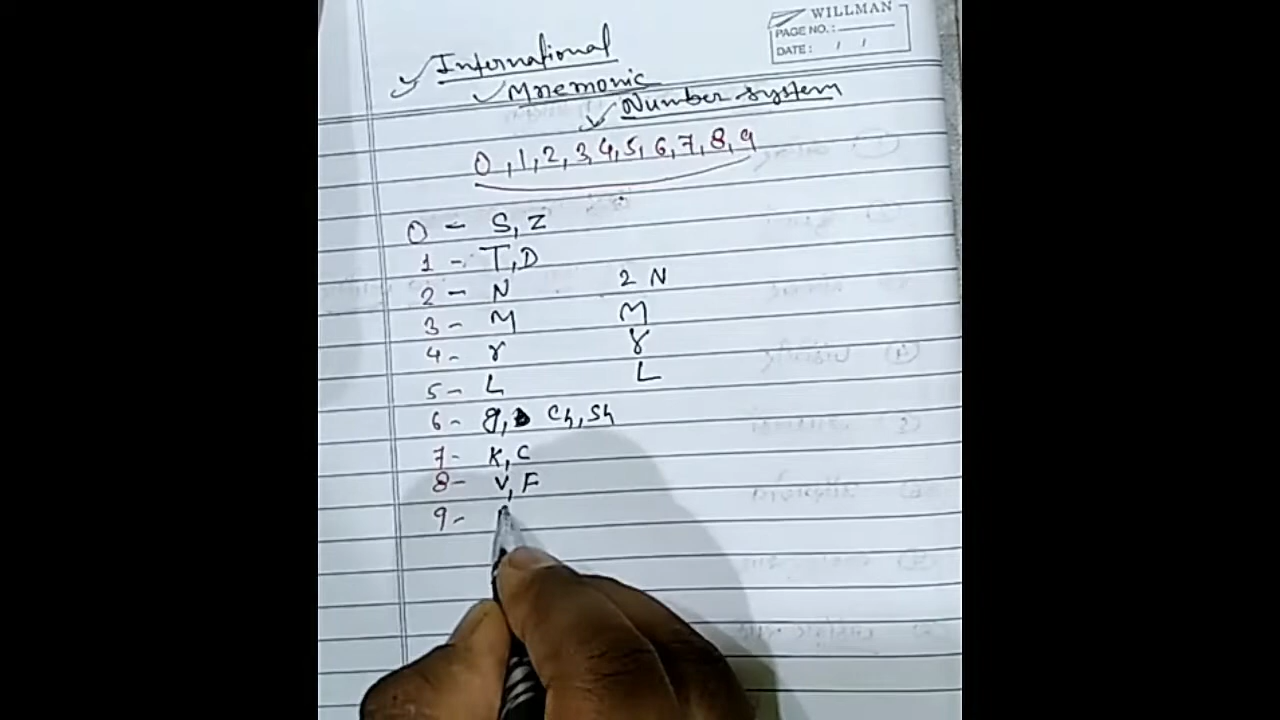 WILLMAN
PAGE NO.:
DATE: / /
International
Mnemonic
Number system
0,1,2,3,4,5,6,7,8,9
0 - S, Z
1 - T, D
2 - N 2 N
3 - M M
4 - r r
5 - L L
6 - g, Ch, Sh
7 - K, C
8 - V, F
9 -